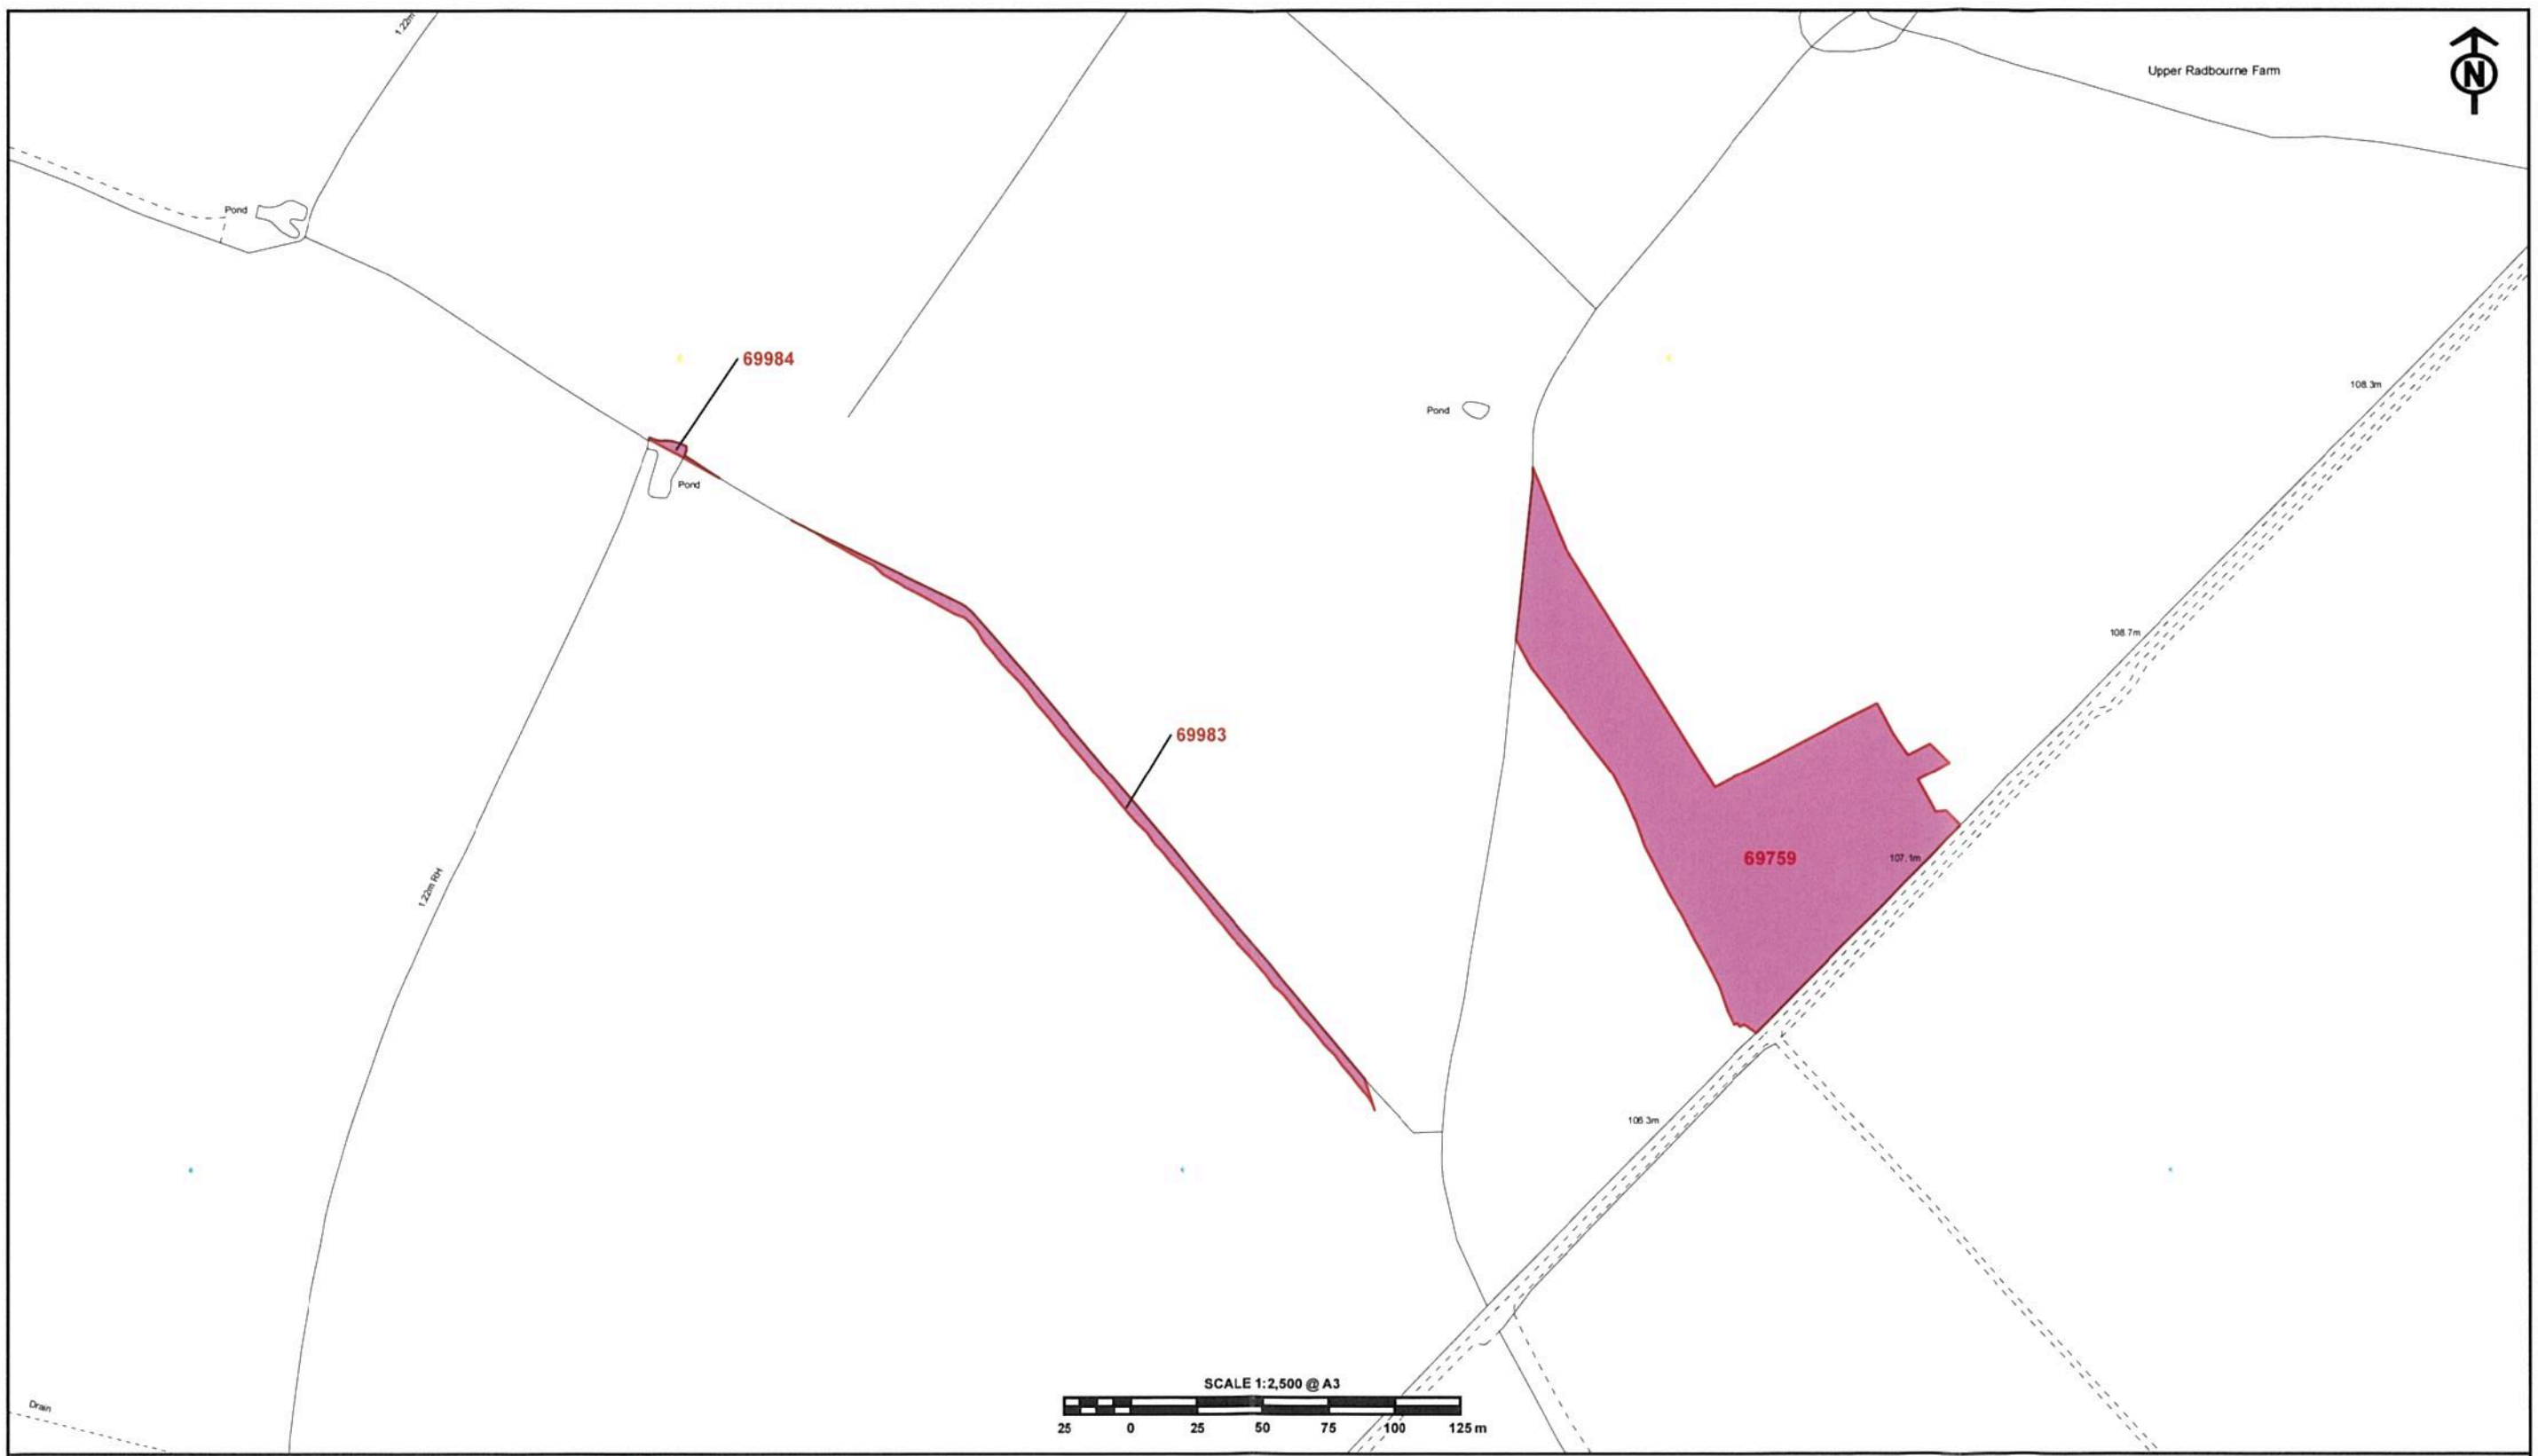 1.22m
N
Upper Radbourne Farm
Pond
69984
108.3m
Pond
Pond
108.7m
69983
69759
107.1m
1.22m RH
106.3m
SCALE 1:2,500 @ A3
25 0 25 50 75 100 125 m
Drain